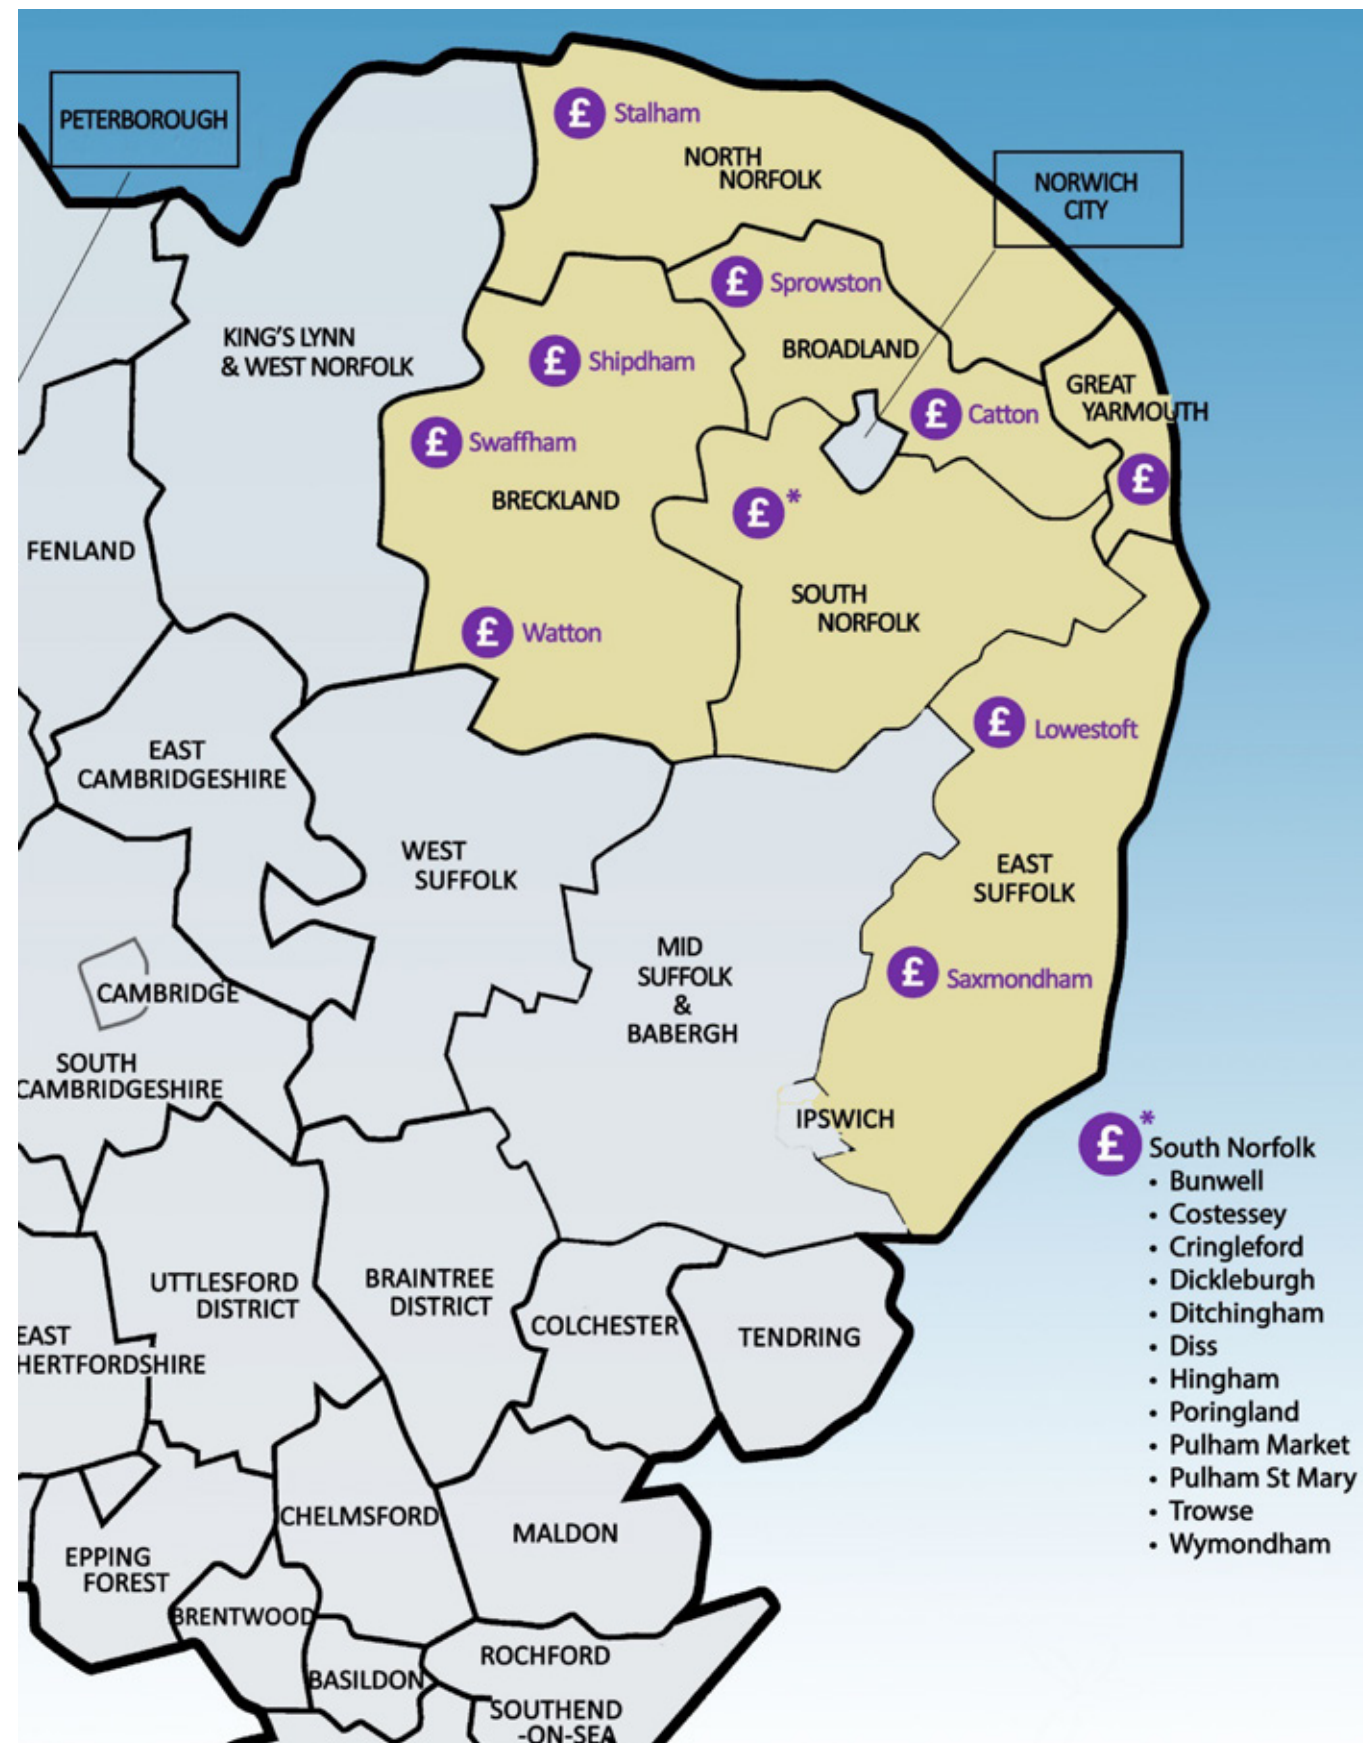 PETERBOROUGH
£ Stalham
NORTH
NORFOLK
NORWICH
CITY
£ Sprowston
KING'S LYNN
& WEST NORFOLK
£ Shipdham
BROADLAND
GREAT
YARMOUTH
£ Catton
£ Swaffham
£
BRECKLAND
£ *
FENLAND
SOUTH
NORFOLK
£ Watton
£ Lowestoft
EAST
CAMBRIDGESHIRE
WEST
SUFFOLK
EAST
SUFFOLK
MID
SUFFOLK
&
BABERGH
£ Saxmondham
CAMBRIDGE
SOUTH
CAMBRIDGESHIRE
IPSWICH
£ *
South Norfolk
• Bunwell
• Costessey
• Cringleford
• Dickleburgh
• Ditchingham
• Diss
• Hingham
• Poringland
• Pulham Market
• Pulham St Mary
• Trowse
• Wymondham
UTTLESFORD
DISTRICT
BRAINTREE
DISTRICT
COLCHESTER
TENDRING
EAST
HERTFORDSHIRE
CHELMSFORD
MALDON
EPPING
FOREST
BRENTWOOD
BASILDON
ROCHFORD
SOUTHEND
-ON-SEA